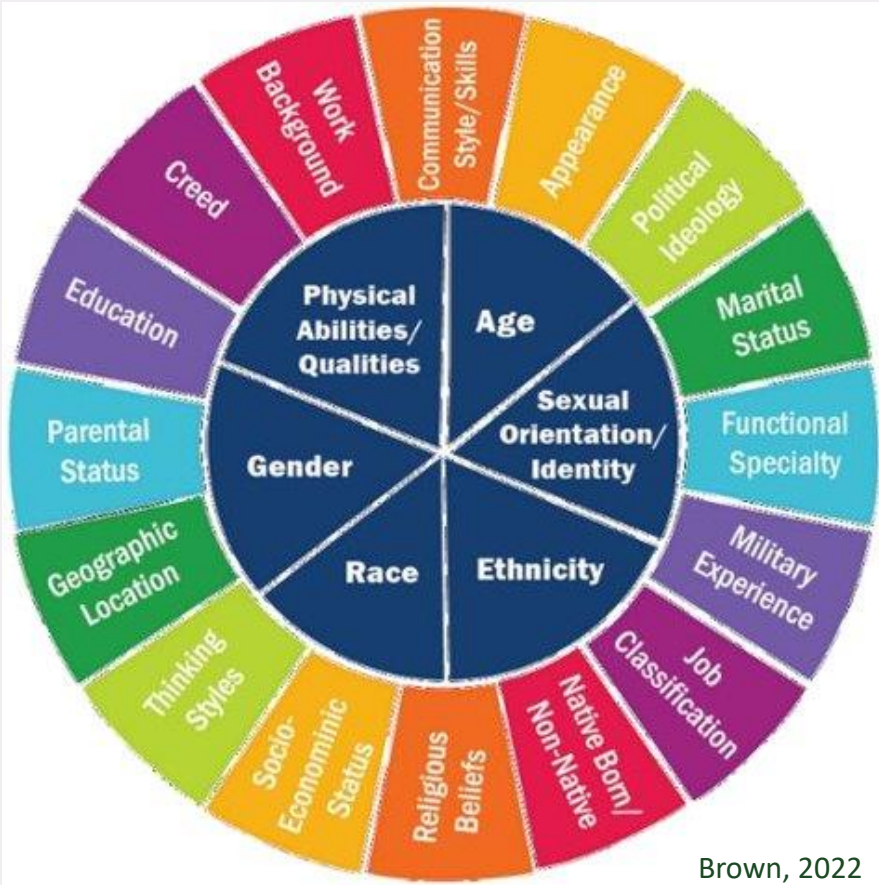 Communication
Style/Skills
Appearance
Political
Ideology
Marital
Status
Functional
Specialty
Military
Experience
Job
Classification
Native Born/
Non-Native
Religious
Beliefs
Socio-
Econominic
Status
Thinking
Styles
Geographic
Location
Parental
Status
Education
Creed
Work
Background
Physical
Abilities/
Qualities
Age
Sexual
Orientation/
Identity
Ethnicity
Race
Gender
Brown, 2022